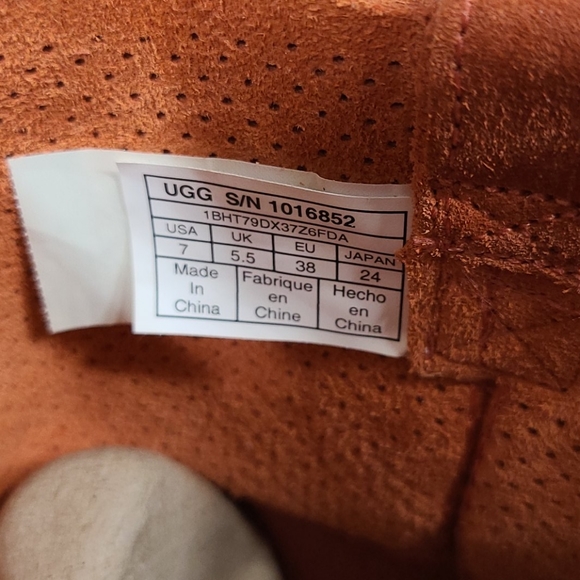 UGG S/N 1016852
1BHT79DX37Z6FDA
USA UK EU JAPAN
7 5.5 38 24
Made Fabrique Hecho
In en en
China Chine China